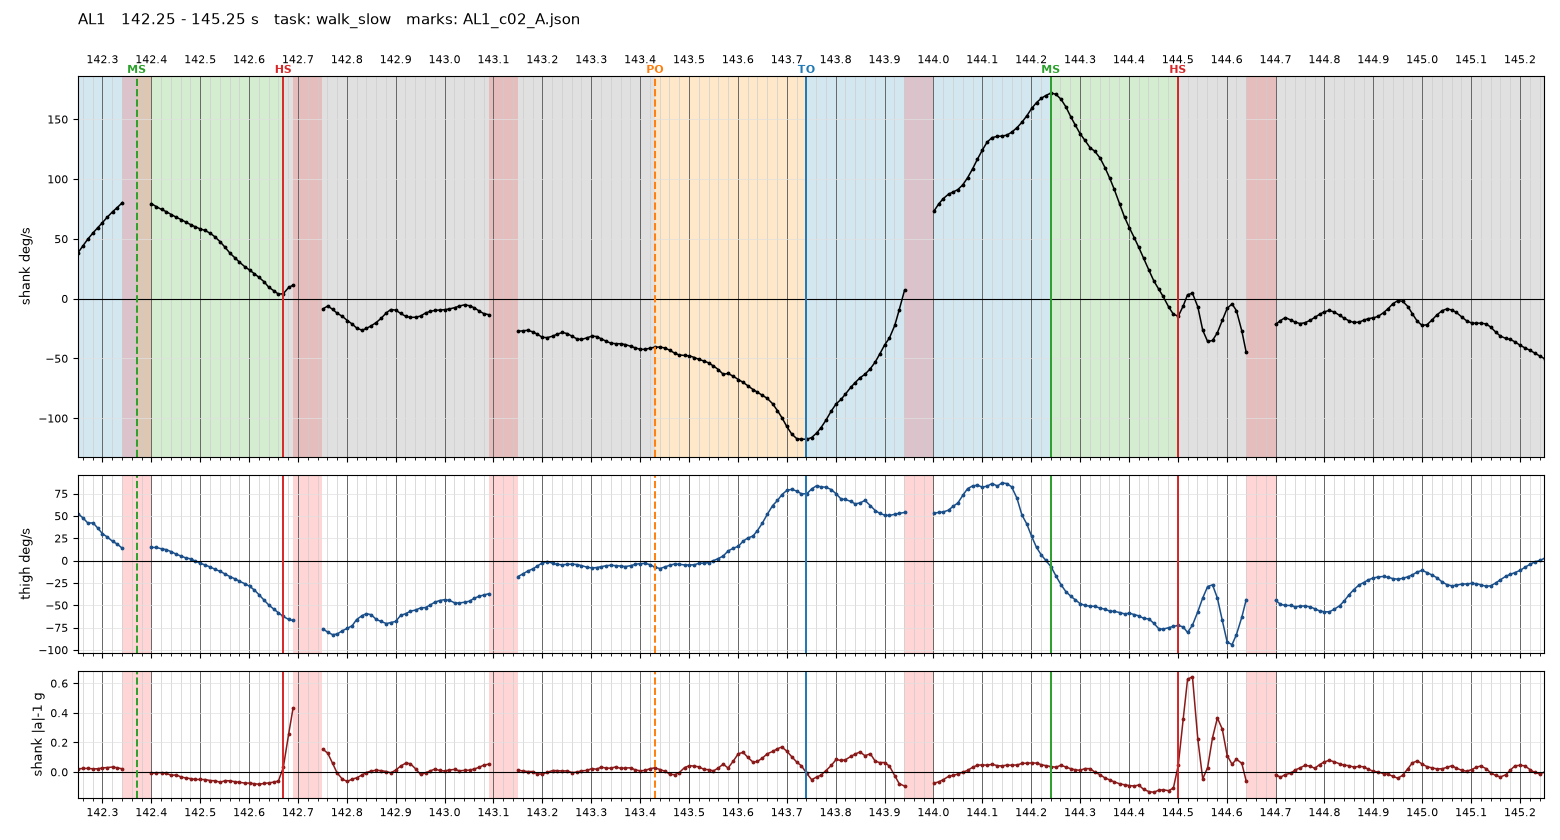 AL1   142.25 - 145.25 s   task: walk_slow   marks: AL1_c02_A.json
142.3 142.4 142.5 142.6 142.7 142.8 142.9 143.0 143.1 143.2 143.3 143.4 143.5 143.6 143.7 143.8 143.9 144.0 144.1 144.2 144.3 144.4 144.5 144.6 144.7 144.8 144.9 145.0 145.1 145.2
MS HS PO TO MS HS
150
100
50
0
−50
−100
shank deg/s
75
50
25
0
−25
−50
−75
−100
thigh deg/s
0.6
0.4
0.2
0.0
shank |a|-1 g
142.3 142.4 142.5 142.6 142.7 142.8 142.9 143.0 143.1 143.2 143.3 143.4 143.5 143.6 143.7 143.8 143.9 144.0 144.1 144.2 144.3 144.4 144.5 144.6 144.7 144.8 144.9 145.0 145.1 145.2